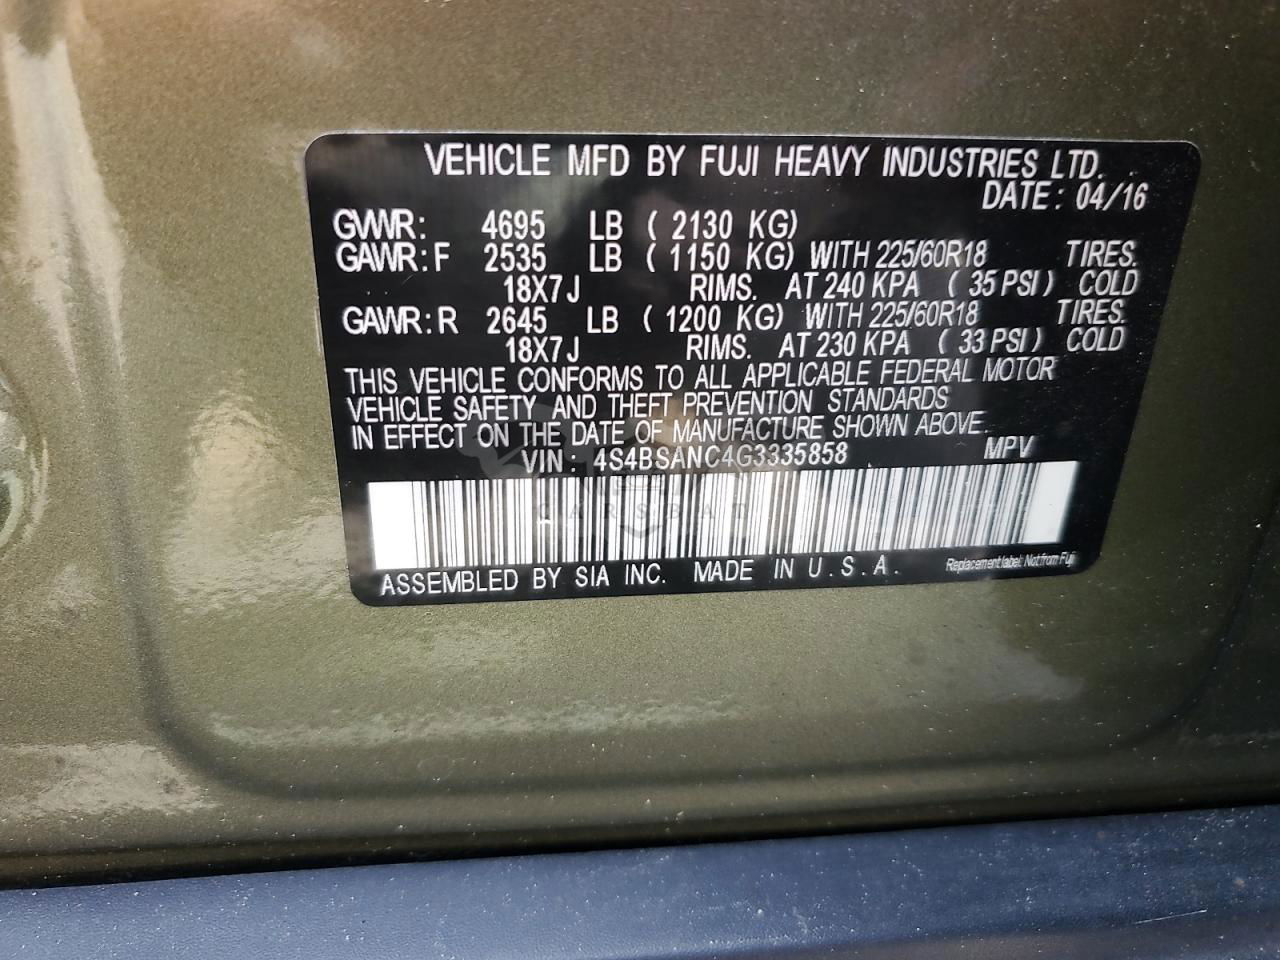 VEHICLE MFD BY FUJI HEAVY INDUSTRIES LTD.
DATE: 04/16
GVWR: 4695 LB ( 2130 KG)
GAWR: F 2535 LB ( 1150 KG) WITH 225/60R18 TIRES.
18X7J RIMS. AT 240 KPA ( 35 PSI ) COLD
GAWR: R 2645 LB ( 1200 KG) WITH 225/60R18 TIRES.
18X7J RIMS. AT 230 KPA ( 33 PSI ) COLD
THIS VEHICLE CONFORMS TO ALL APPLICABLE FEDERAL MOTOR
VEHICLE SAFETY AND THEFT PREVENTION STANDARDS
IN EFFECT ON THE DATE OF MANUFACTURE SHOWN ABOVE.
VIN: 4S4BSANC4G3335858 MPV
CARSBAT
ASSEMBLED BY SIA INC. MADE IN U.S.A.
Replacement label: Not from Fuji